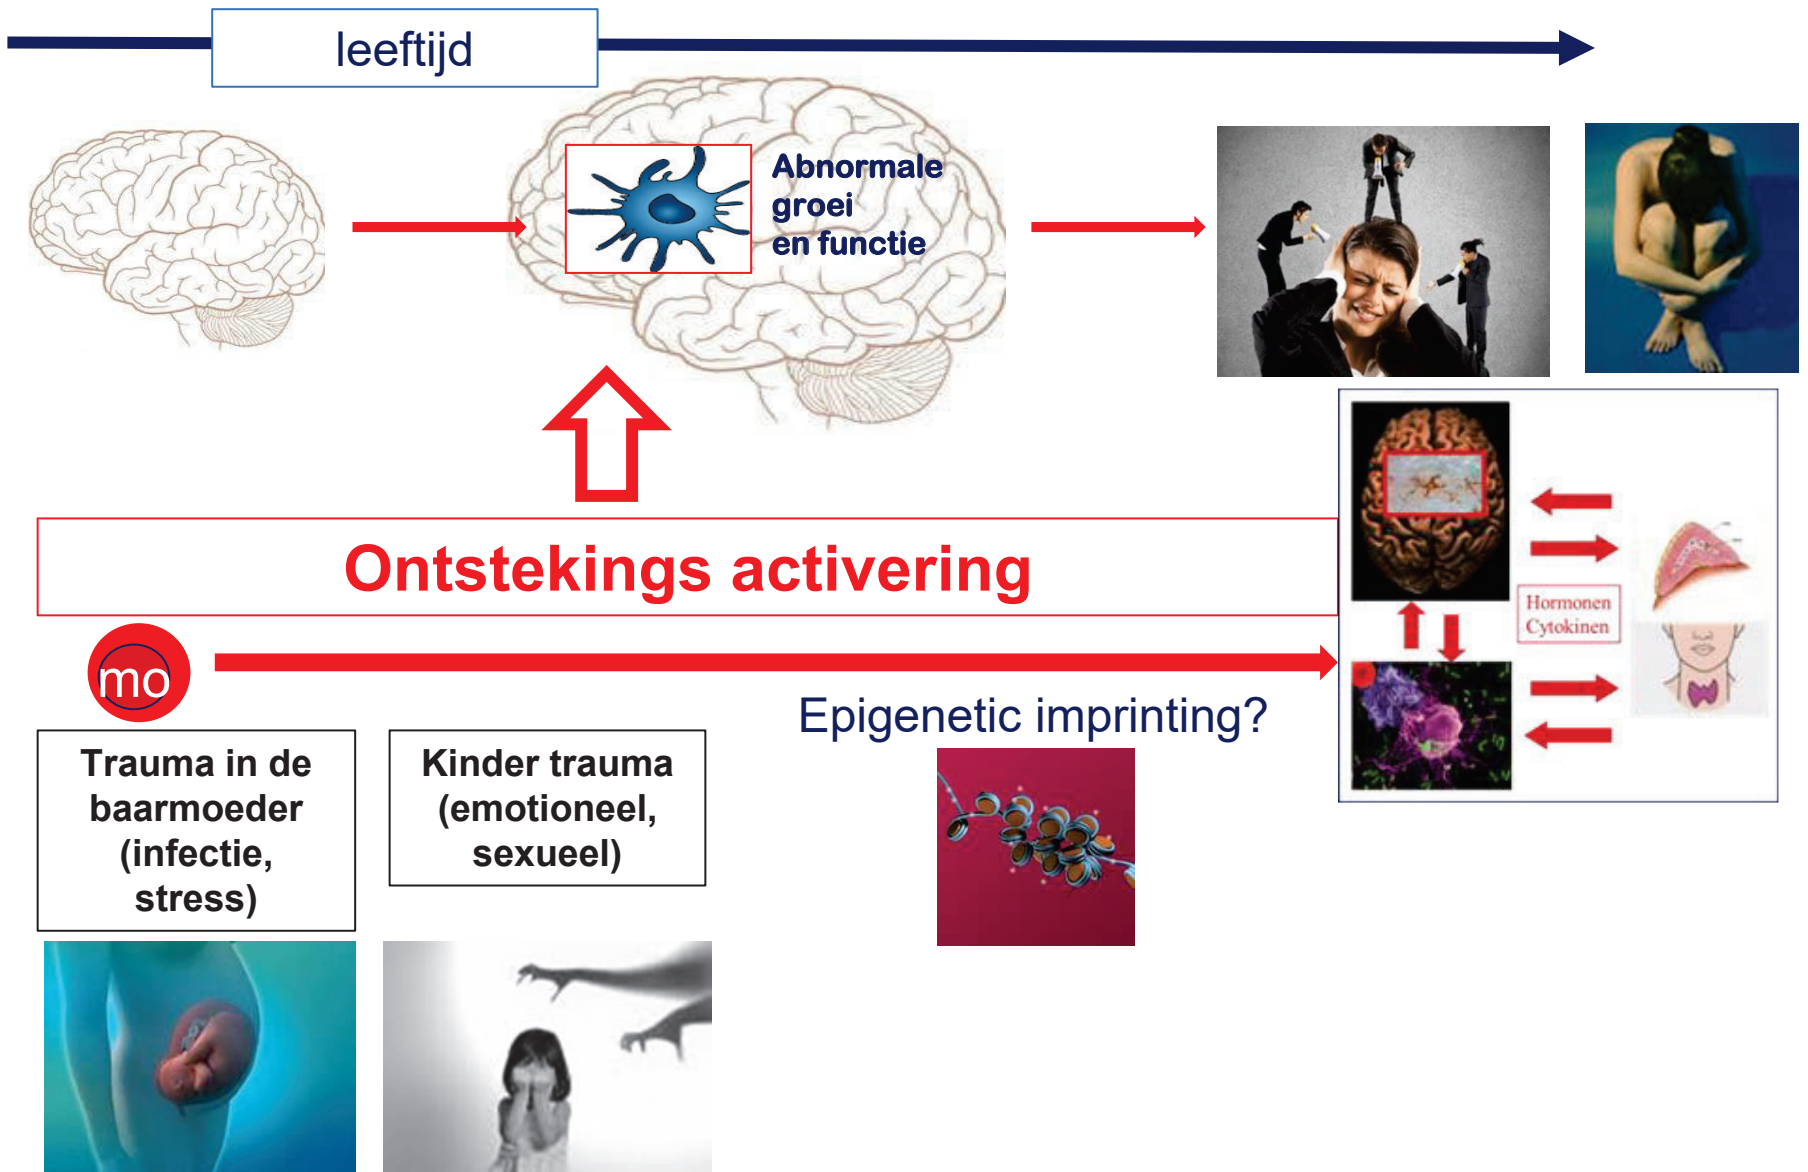 leeftijd
Abnormale
groei
en functie
Ontstekings activering
Hormonen
Cytokinen
mo
Epigenetic imprinting?
Trauma in de
baarmoeder
(infectie,
stress)
Kinder trauma
(emotioneel,
sexueel)